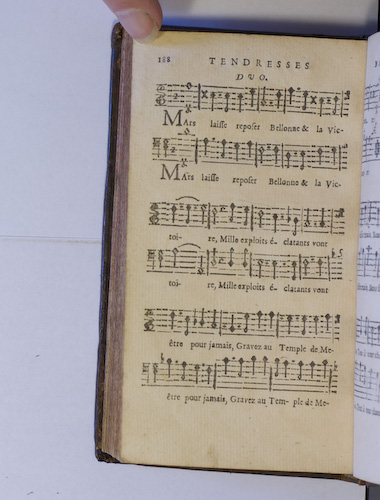 188 TENDRESSES
DVO.
MArs laisse reposer Bellonne & la Vic-
MArs laisse reposer Bellonne & la Vic-
toi- re, Mille exploits é- clatants vont
toi- re, Mille exploits é- clatants vont
être pour jamais, Gravez au Temple de Me-
être pour jamais, Gravez au Tem- ple de Me-